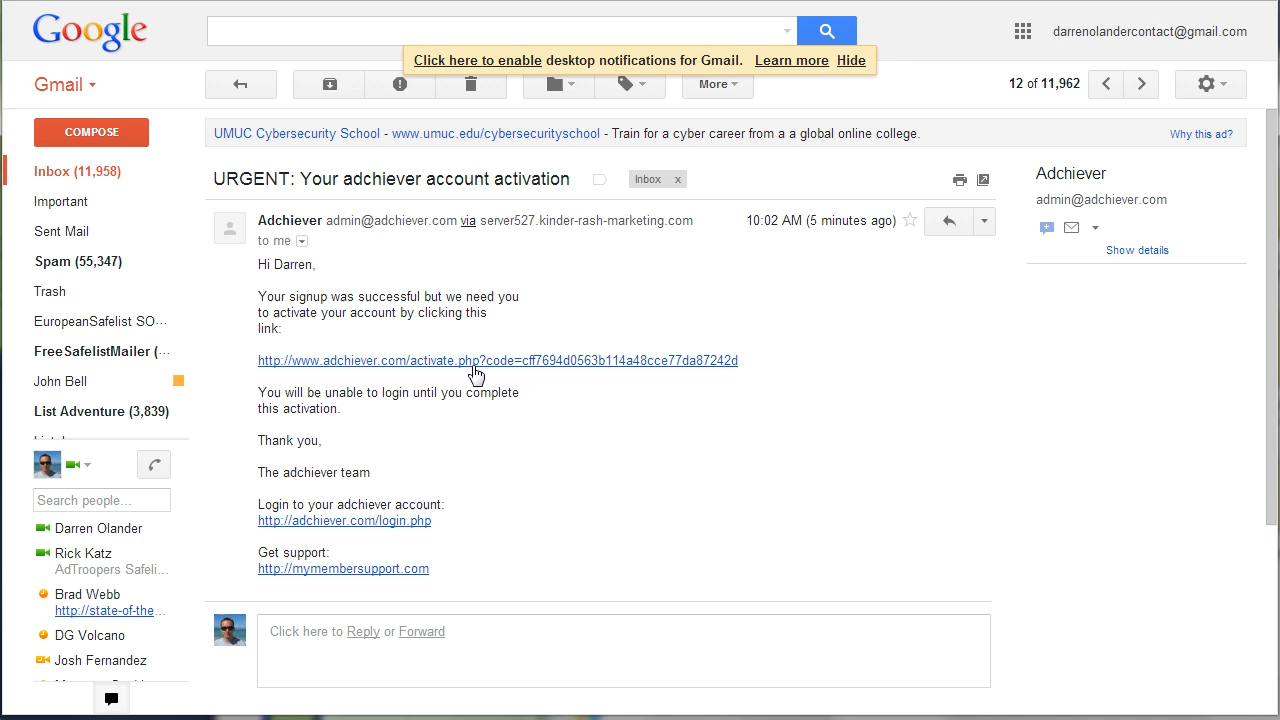 Google
darrenolandercontact@gmail.com
Click here to enable desktop notifications for Gmail. Learn more Hide
Gmail
More
12 of 11,962
COMPOSE
UMUC Cybersecurity School - www.umuc.edu/cybersecurityschool - Train for a cyber career from a a global online college.
Why this ad?
Inbox (11,958)
Important
Sent Mail
Spam (55,347)
Trash
EuropeanSafelist SO...
FreeSafelistMailer (...
John Bell
List Adventure (3,839)
URGENT: Your adchiever account activation
Inbox x
Adchiever admin@adchiever.com via server527.kinder-rash-marketing.com
10:02 AM (5 minutes ago)
to me
Hi Darren,
Your signup was successful but we need you
to activate your account by clicking this
link:
http://www.adchiever.com/activate.php?code=cff7694d0563b114a48cce77da87242d
You will be unable to login until you complete
this activation.
Thank you,
The adchiever team
Login to your adchiever account:
http://adchiever.com/login.php
Get support:
http://mymembersupport.com
Click here to Reply or Forward
Adchiever
admin@adchiever.com
Show details
Search people...
Darren Olander
Rick Katz
AdTroopers Safeli...
Brad Webb
http://state-of-the...
DG Volcano
Josh Fernandez